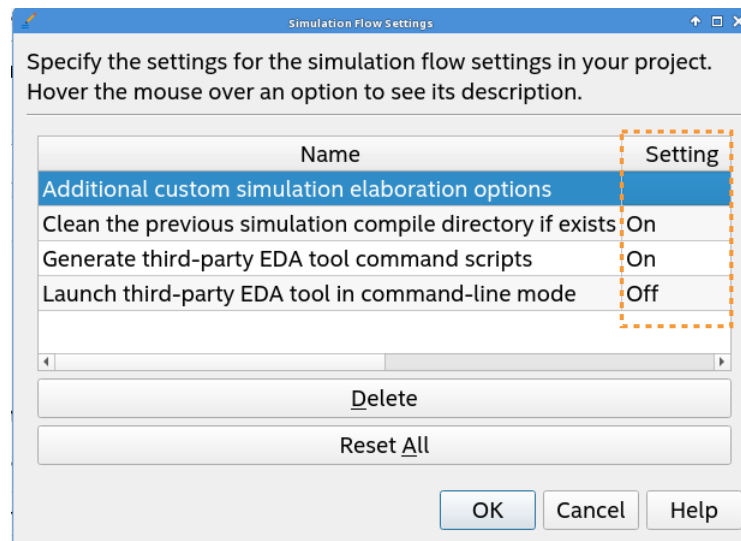 Simulation Flow Settings
Specify the settings for the simulation flow settings in your project.
Hover the mouse over an option to see its description.
Name Setting
Additional custom simulation elaboration options
Clean the previous simulation compile directory if exists On
Generate third-party EDA tool command scripts On
Launch third-party EDA tool in command-line mode Off
Delete
Reset All
OK Cancel Help